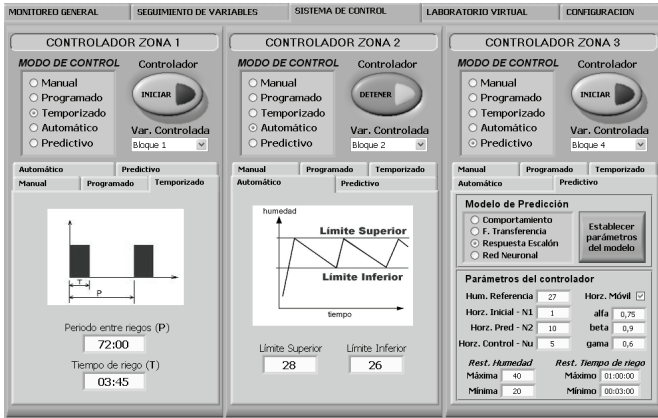 MONITOREO GENERAL
SEGUIMIENTO DE VARIABLES
SISTEMA DE CONTROL
LABORATORIO VIRTUAL
CONFIGURACION
CONTROLADOR ZONA 1
MODO DE CONTROL
Controlador
Manual
Programado
Temporizado
Automático
Predictivo
INICIAR
Var. Controlada
Bloque 1
Automático
Predictivo
Manual
Programado
Temporizado
T
P
Periodo entre riegos (P)
72:00
Tiempo de riego (T)
03:45
CONTROLADOR ZONA 2
MODO DE CONTROL
Controlador
Manual
Programado
Temporizado
Automático
Predictivo
DETENER
Var. Controlada
Bloque 2
Manual
Programado
Temporizado
Automático
Predictivo
humedad
Límite Superior
Límite Inferior
tiempo
Límite Superior
Límite Inferior
28
26
CONTROLADOR ZONA 3
MODO DE CONTROL
Controlador
Manual
Programado
Temporizado
Automático
Predictivo
INICIAR
Var. Controlada
Bloque 4
Manual
Programado
Temporizado
Automático
Predictivo
Modelo de Predicción
Comportamiento
F. Transferencia
Respuesta Escalón
Red Neuronal
Establecer
parámetros
del modelo
Parámetros del controlador
Hum. Referencia 27 Horz. Móvil
Horz. Inicial - N1 1 alfa 0,75
Horz. Pred - N2 10 beta 0,9
Horz. Control - Nu 5 gama 0,6
Rest. Humedad Rest. Tiempo de riego
Máxima 40 Máximo 01:00:00
Mínima 20 Mínimo 00:03:00